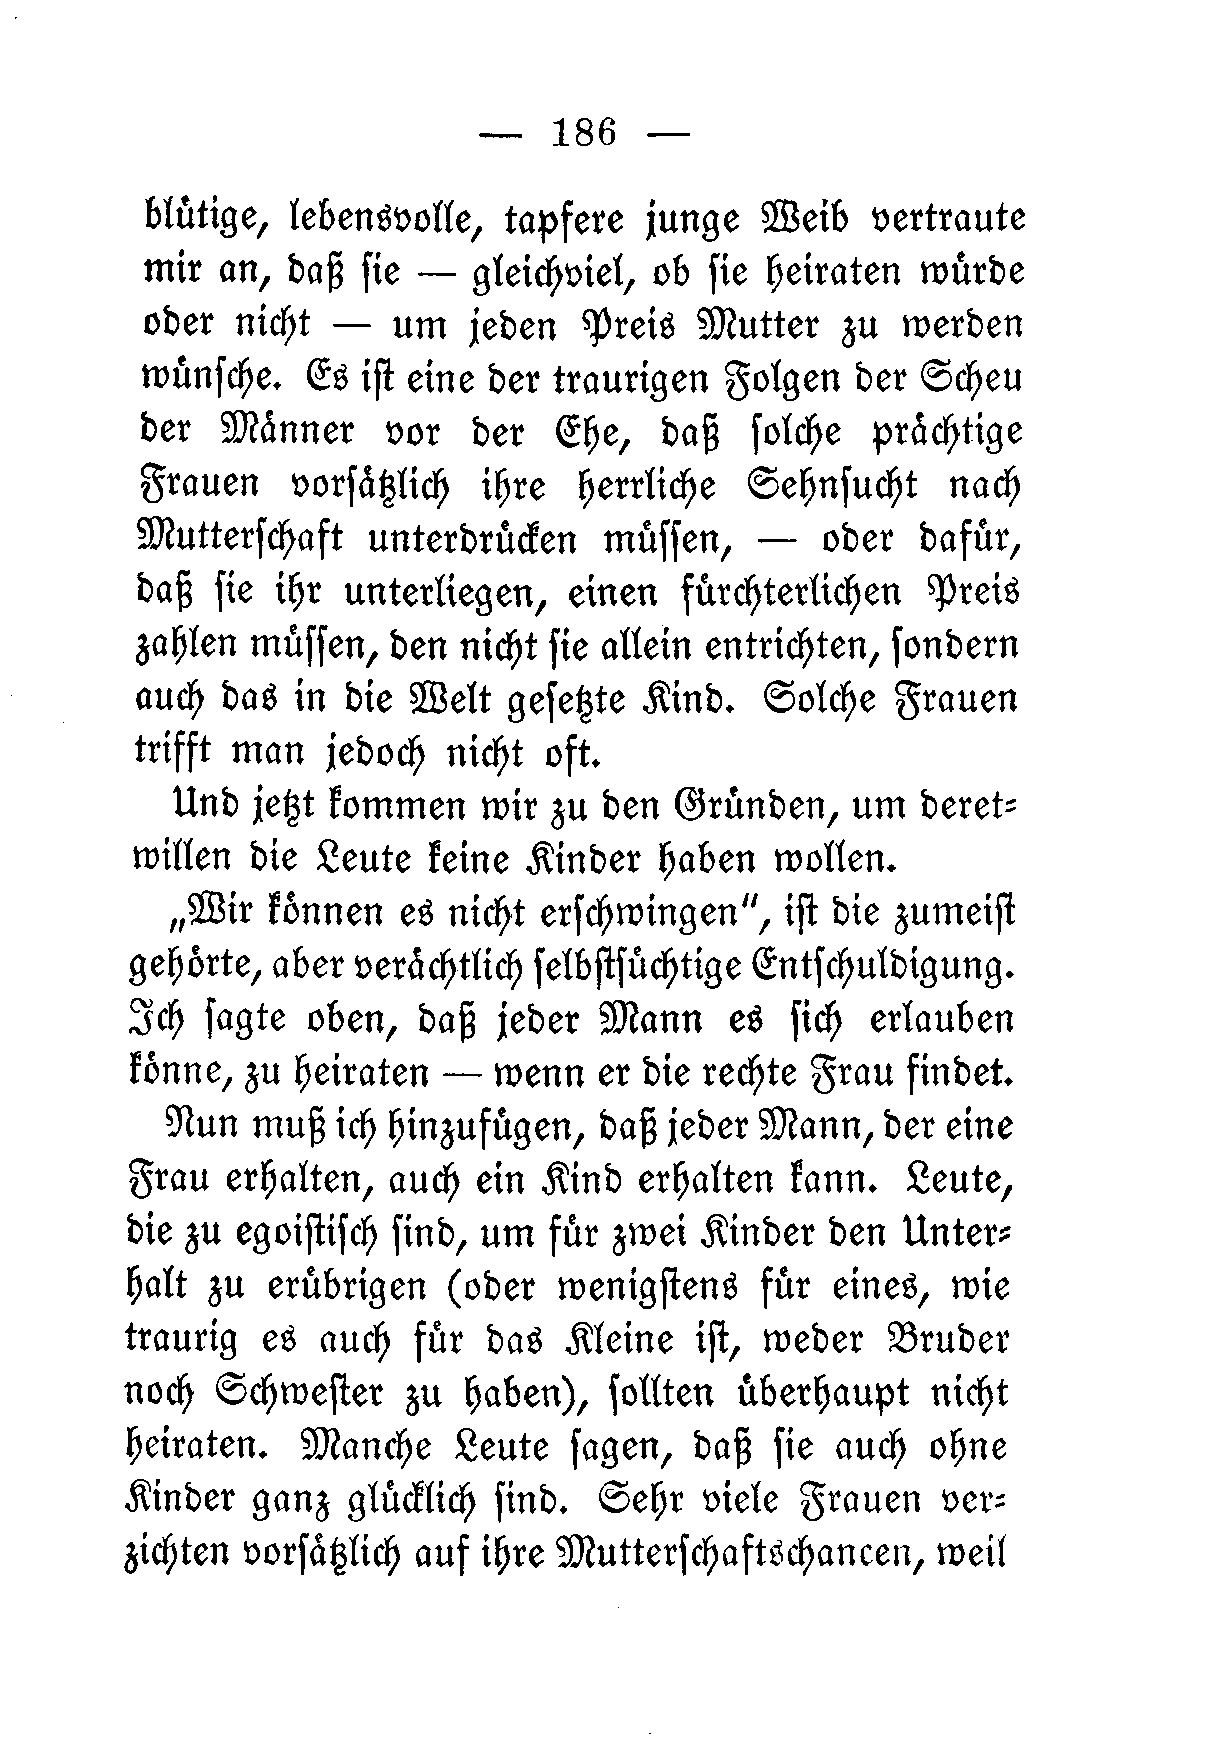 — 186 —
blütige, lebensvolle, tapfere junge Weib vertraute
mir an, daß sie — gleichviel, ob sie heiraten würde
oder nicht — um jeden Preis Mutter zu werden
wünsche. Es ist eine der traurigen Folgen der Scheu
der Männer vor der Ehe, daß solche prächtige
Frauen vorsätzlich ihre herrliche Sehnsucht nach
Mutterschaft unterdrücken müssen, — oder dafür,
daß sie ihr unterliegen, einen fürchterlichen Preis
zahlen müssen, den nicht sie allein entrichten, sondern
auch das in die Welt gesetzte Kind. Solche Frauen
trifft man jedoch nicht oft.
Und jetzt kommen wir zu den Gründen, um deret-
willen die Leute keine Kinder haben wollen.
„Wir können es nicht erschwingen", ist die zumeist
gehörte, aber verächtlich selbstsüchtige Entschuldigung.
Ich sagte oben, daß jeder Mann es sich erlauben
könne, zu heiraten — wenn er die rechte Frau findet.
Nun muß ich hinzufügen, daß jeder Mann, der eine
Frau erhalten, auch ein Kind erhalten kann. Leute,
die zu egoistisch sind, um für zwei Kinder den Unter-
halt zu erübrigen (oder wenigstens für eines, wie
traurig es auch für das Kleine ist, weder Bruder
noch Schwester zu haben), sollten überhaupt nicht
heiraten. Manche Leute sagen, daß sie auch ohne
Kinder ganz glücklich sind. Sehr viele Frauen ver-
zichten vorsätzlich auf ihre Mutterschaftschancen, weil